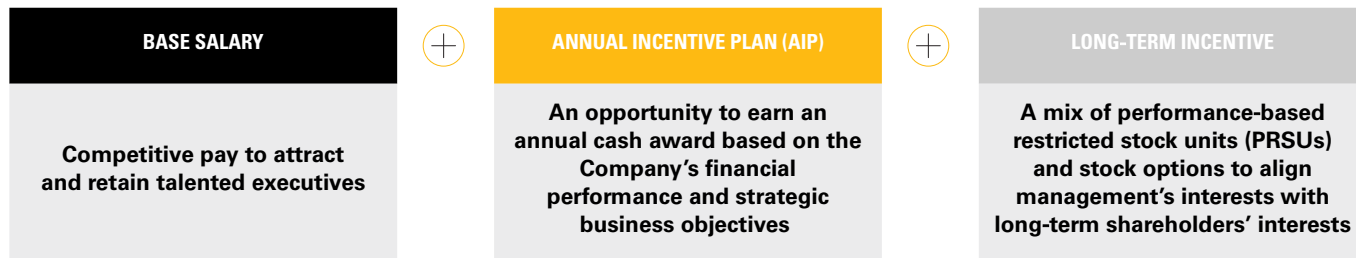 BASE SALARY
Competitive pay to attract
and retain talented executives
ANNUAL INCENTIVE PLAN (AIP)
An opportunity to earn an
annual cash award based on the
Company’s financial
performance and strategic
business objectives
LONG-TERM INCENTIVE
A mix of performance-based
restricted stock units (PRSUs)
and stock options to align
management’s interests with
long-term shareholders’ interests